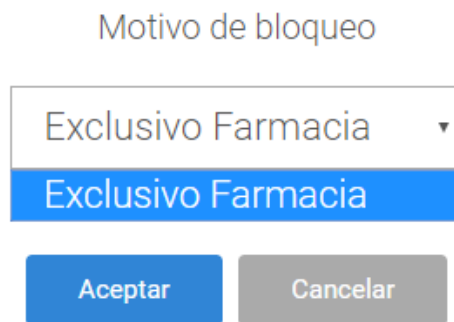 Motivo de bloqueo
Exclusivo Farmacia
Exclusivo Farmacia
Aceptar Cancelar